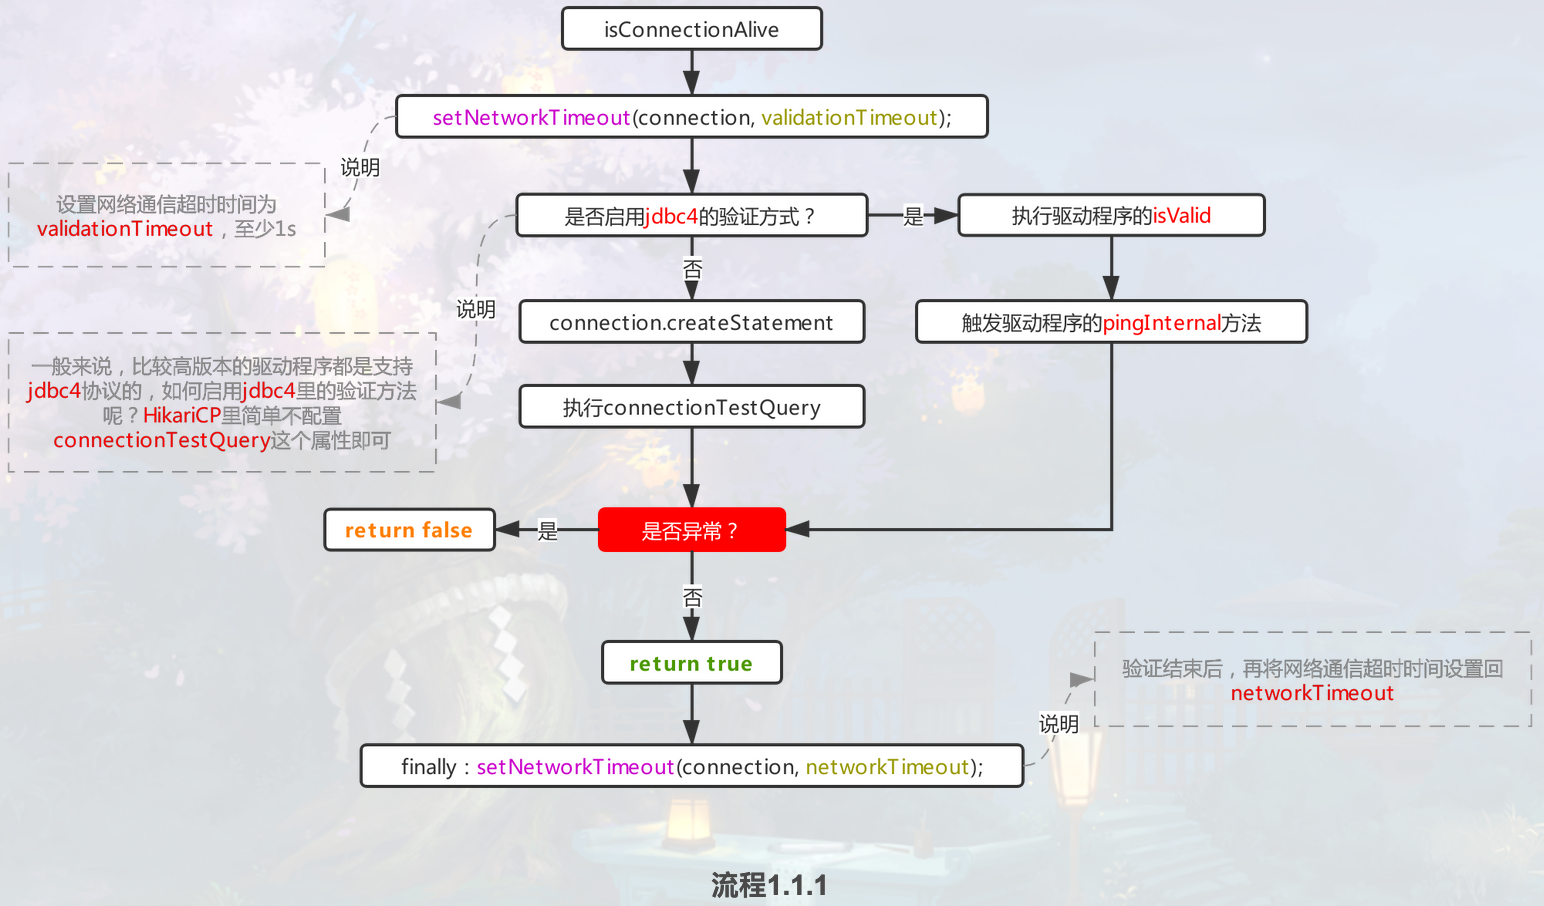 isConnectionAlive
setNetworkTimeout(connection, validationTimeout);
说明
设置网络通信超时时间为
validationTimeout，至少1s
是否启用jdbc4的验证方式？
是
执行驱动程序的isValid
否
说明
connection.createStatement
触发驱动程序的pingInternal方法
一般来说，比较高版本的驱动程序都是支持
jdbc4协议的，如何启用jdbc4里的验证方法
呢？HikariCP里简单不配置
connectionTestQuery这个属性即可
执行connectionTestQuery
return false
是
是否异常？
否
return true
验证结束后，再将网络通信超时时间设置回
networkTimeout
说明
finally：setNetworkTimeout(connection, networkTimeout);
流程1.1.1